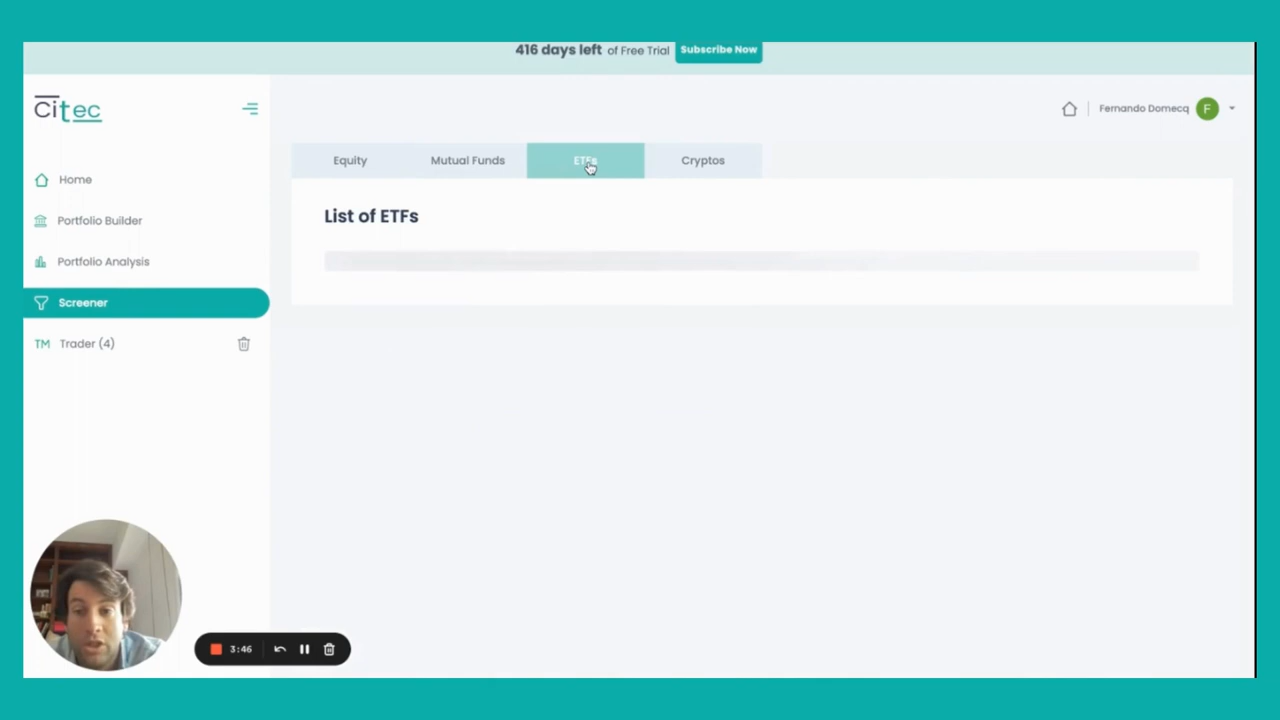 416 days left of Free Trial Subscribe Now
Citec
Fernando Domecq F
Equity Mutual Funds ETFs Cryptos
List of ETFs
Home
Portfolio Builder
Portfolio Analysis
Screener
TM Trader (4)
3:46